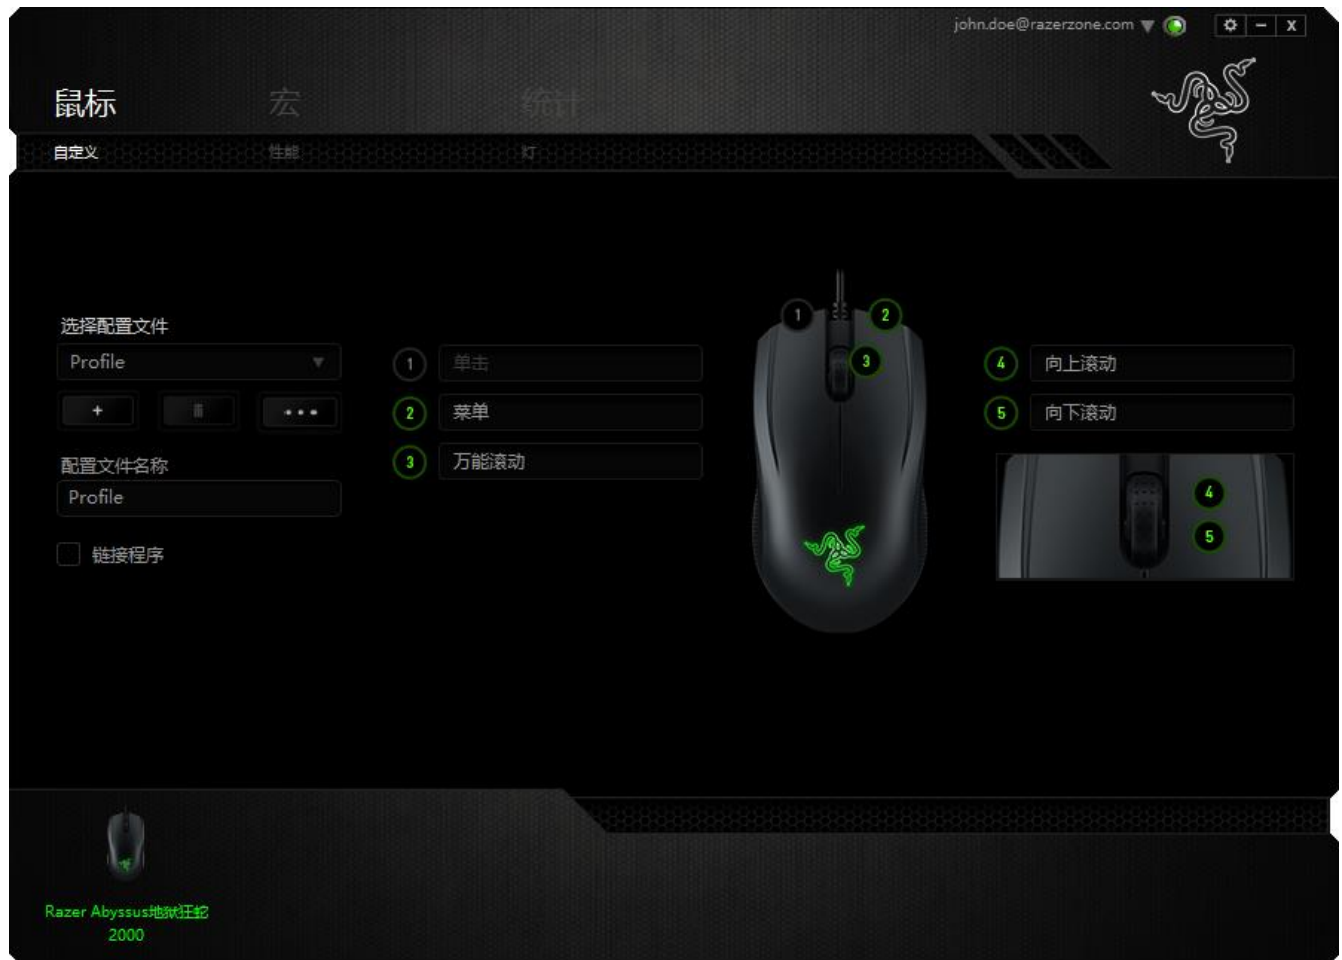 john.doe@razerzone.com
X
鼠标 宏 统计
自定义 性能 灯
选择配置文件
Profile
+
配置文件名称
Profile
链接程序
1 单击
2 菜单
3 万能滚动
1 2
3
4 向上滚动
5 向下滚动
4
5
Razer Abyssus地狱狂蛇
2000